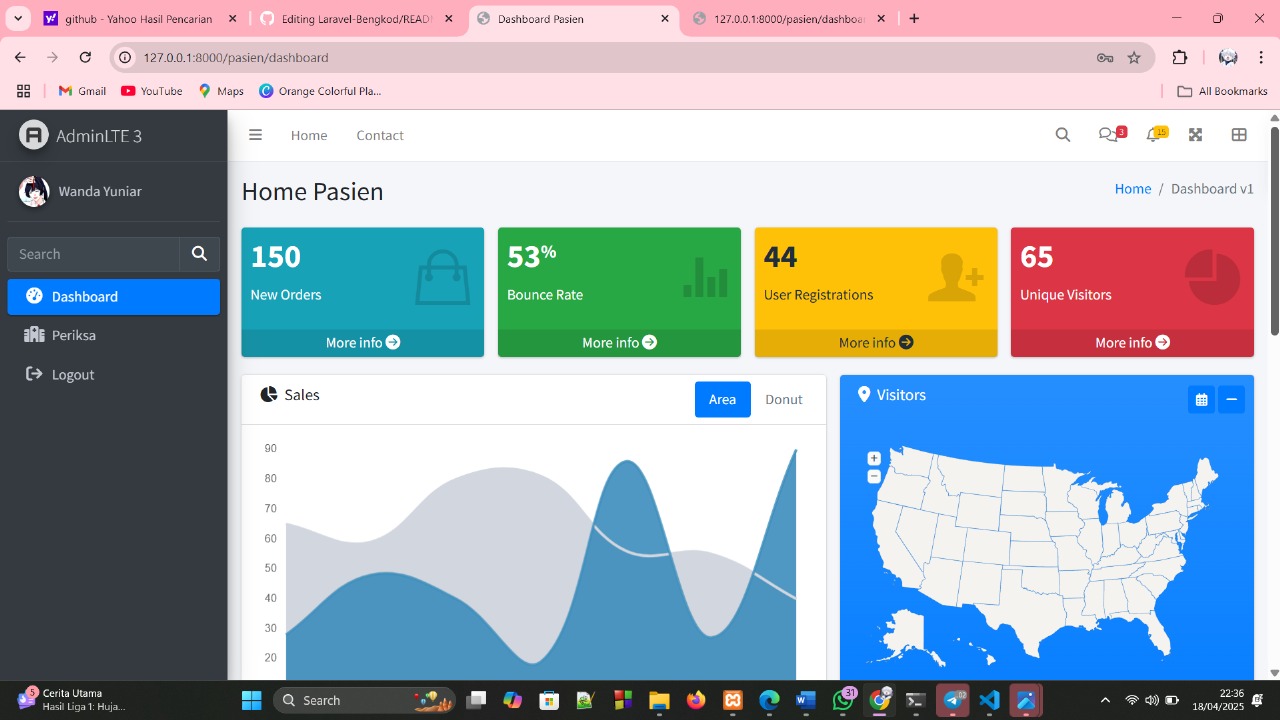 github - Yahoo Hasil Pencarian
Editing Laravel-Bengkod/READ
Dashboard Pasien
127.0.0.1:8000/pasien/dashboa
127.0.0.1:8000/pasien/dashboard
Gmail
YouTube
Maps
Orange Colorful Pla...
All Bookmarks
AdminLTE 3
Home
Contact
3
15
Wanda Yuniar
Home Pasien
Home / Dashboard v1
Search
Dashboard
Periksa
Logout
150
New Orders
More info
53%
Bounce Rate
More info
44
User Registrations
More info
65
Unique Visitors
More info
Sales
Area
Donut
90
80
70
60
50
40
30
20
Visitors
+
−
5
Cerita Utama
Hasil Liga 1: Huja...
Search
31
02
22:36
18/04/2025